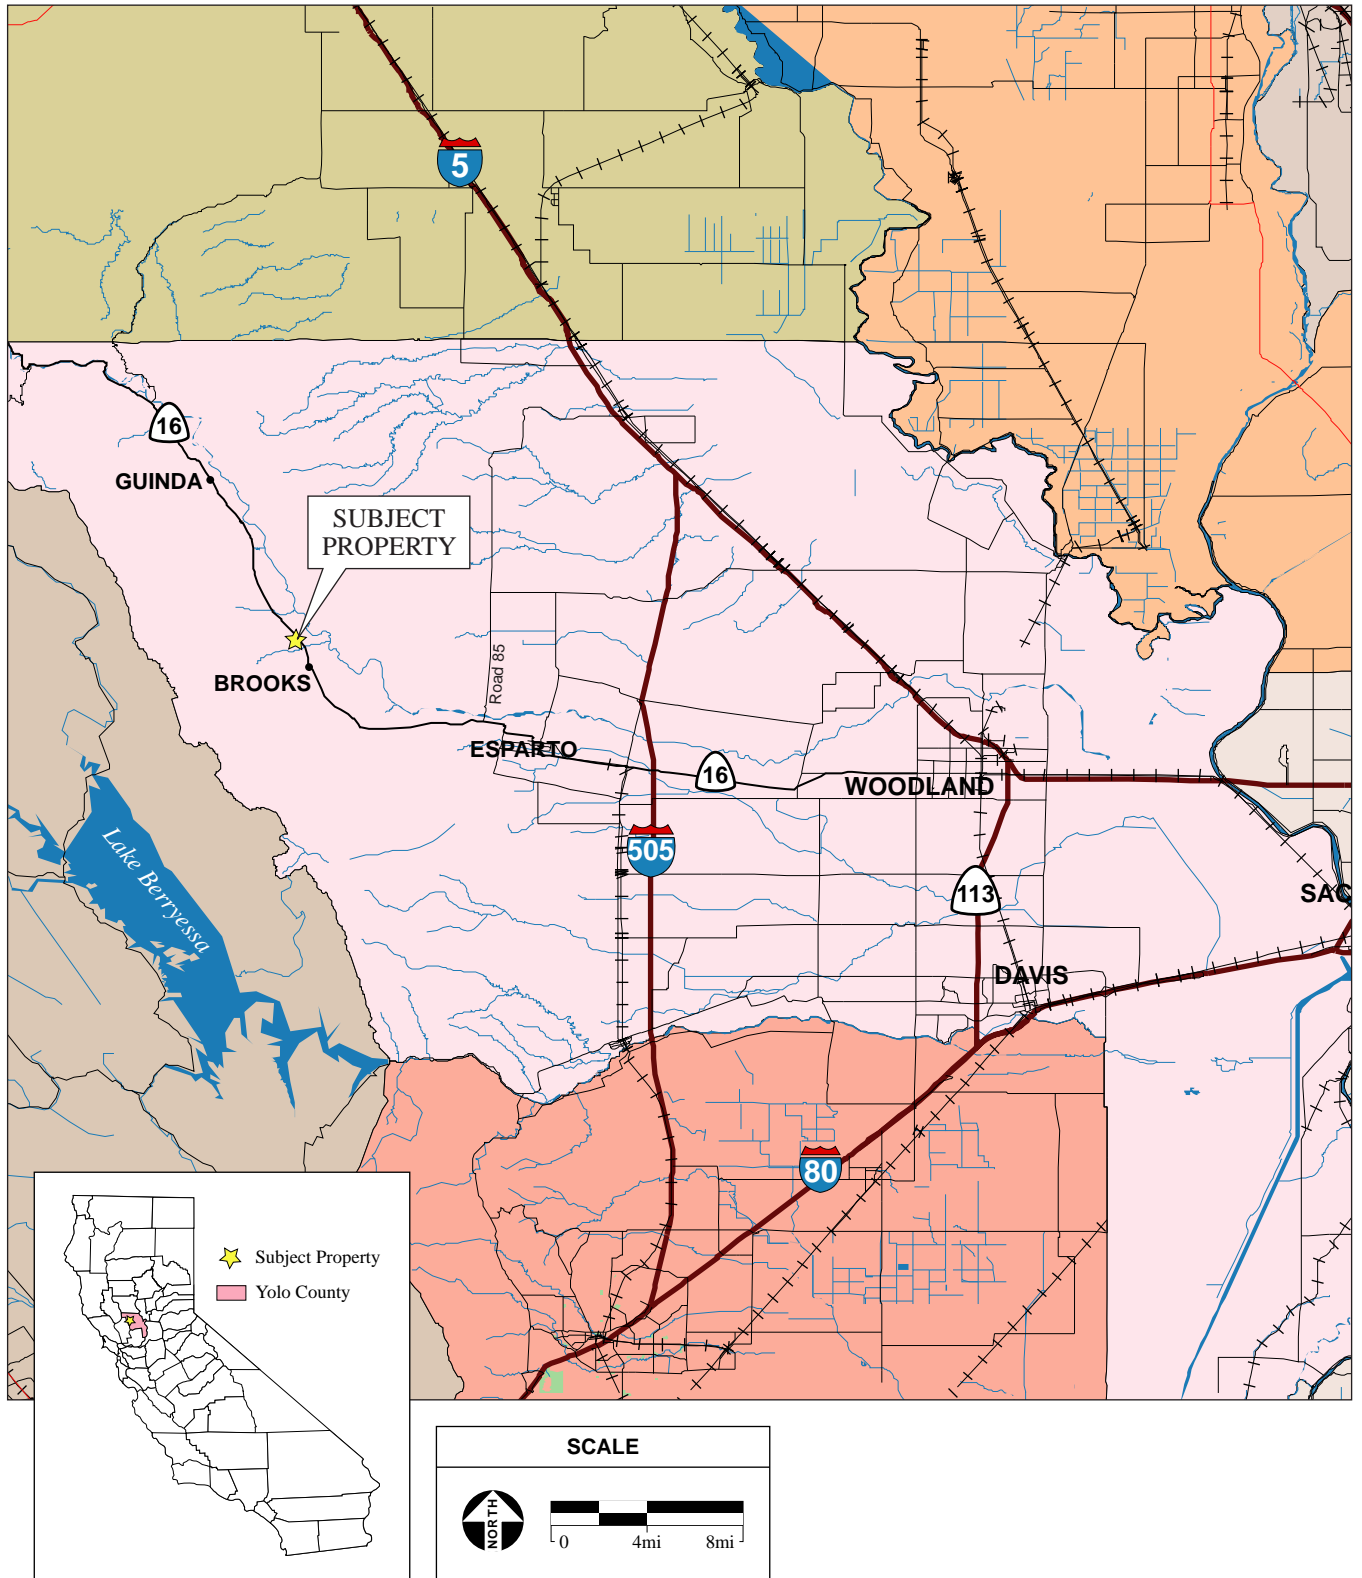 5
16
GUINDA
SUBJECT
PROPERTY
BROOKS
Road 85
ESPARTO
16
WOODLAND
Lake Berryessa
505
113
SAC
DAVIS
80
Subject Property
Yolo County
SCALE
NORTH
0 4mi 8mi